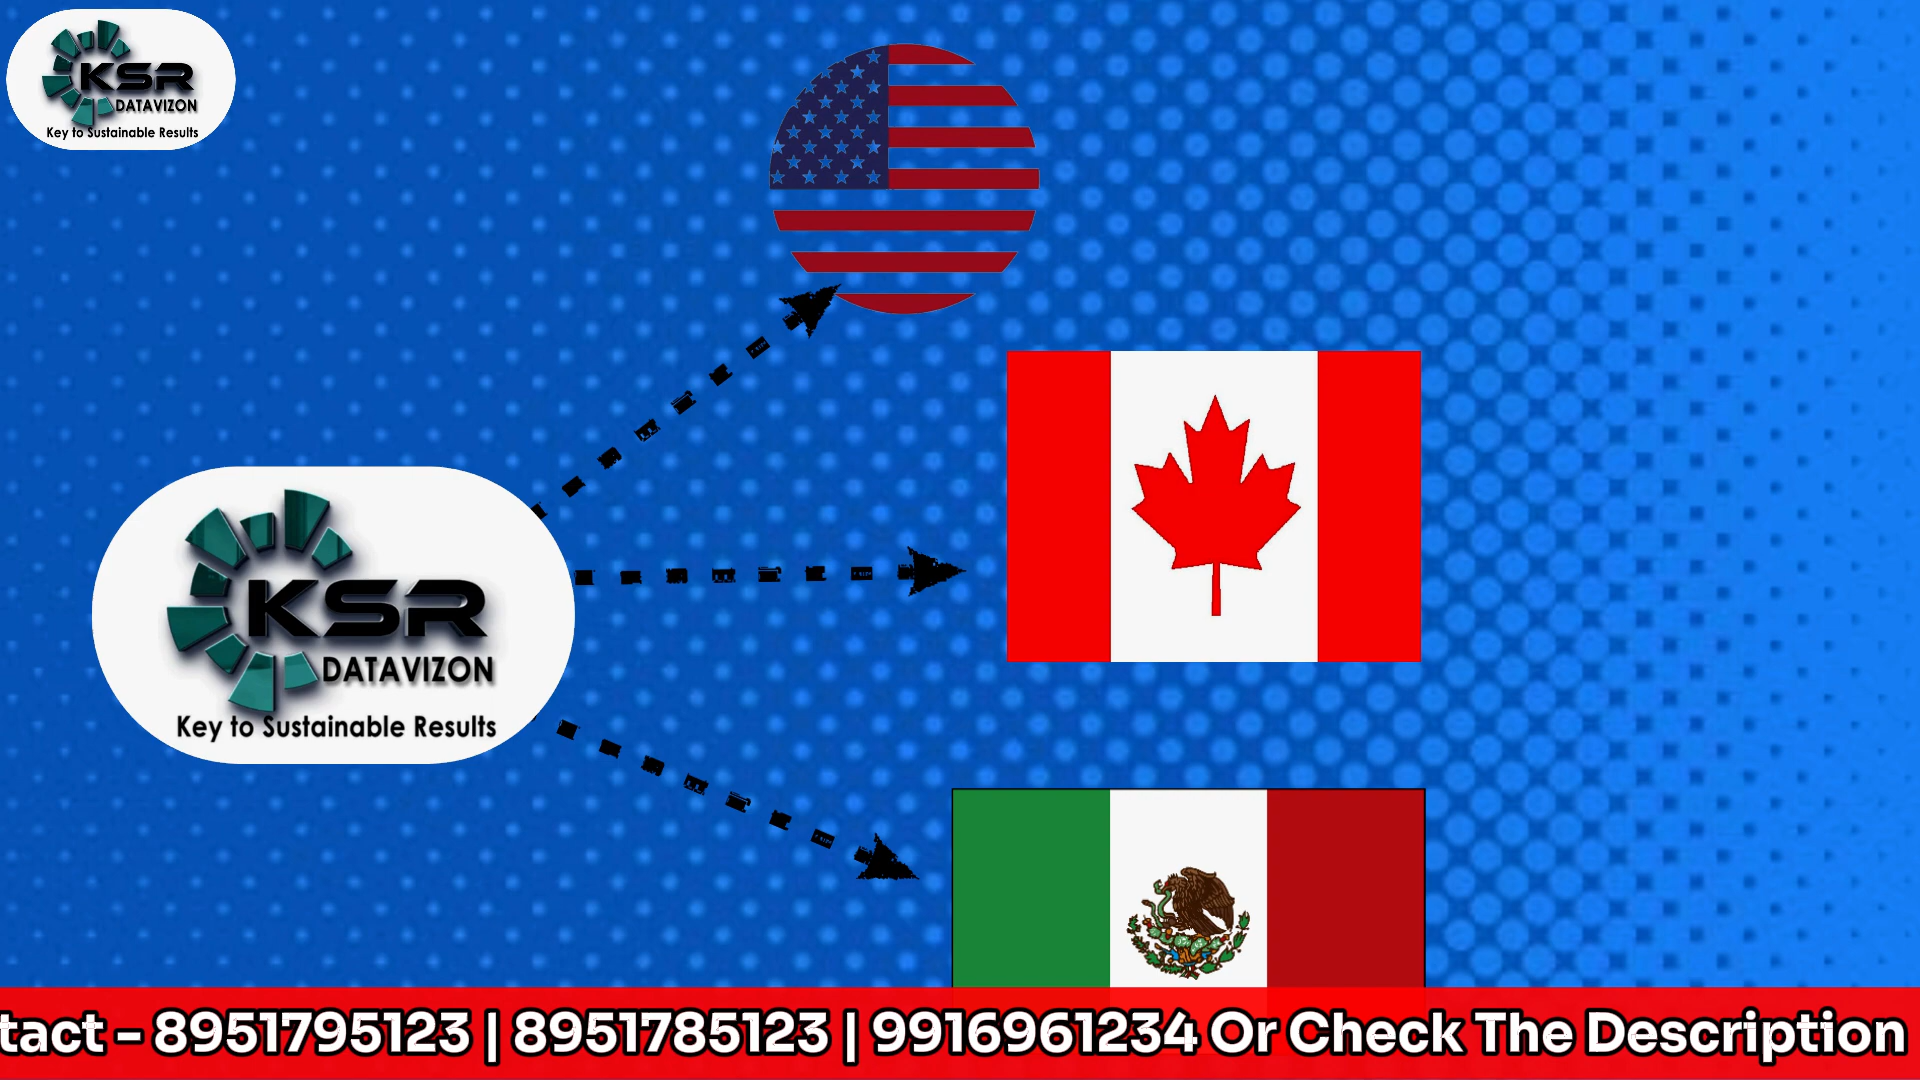 KSR
DATAVIZON
Key to Sustainable Results
KSR
DATAVIZON
Key to Sustainable Results
tact - 8951795123 | 8951785123 | 9916961234 Or Check The Description